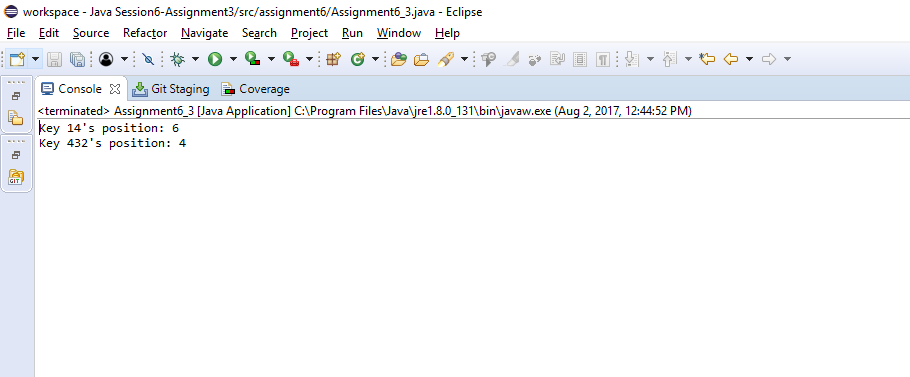 workspace - Java Session6-Assignment3/src/assignment6/Assignment6_3.java - Eclipse
File Edit Source Refactor Navigate Search Project Run Window Help
Console Git Staging Coverage
<terminated> Assignment6_3 [Java Application] C:\Program Files\Java\jre1.8.0_131\bin\javaw.exe (Aug 2, 2017, 12:44:52 PM)
Key 14's position: 6
Key 432's position: 4
GIT